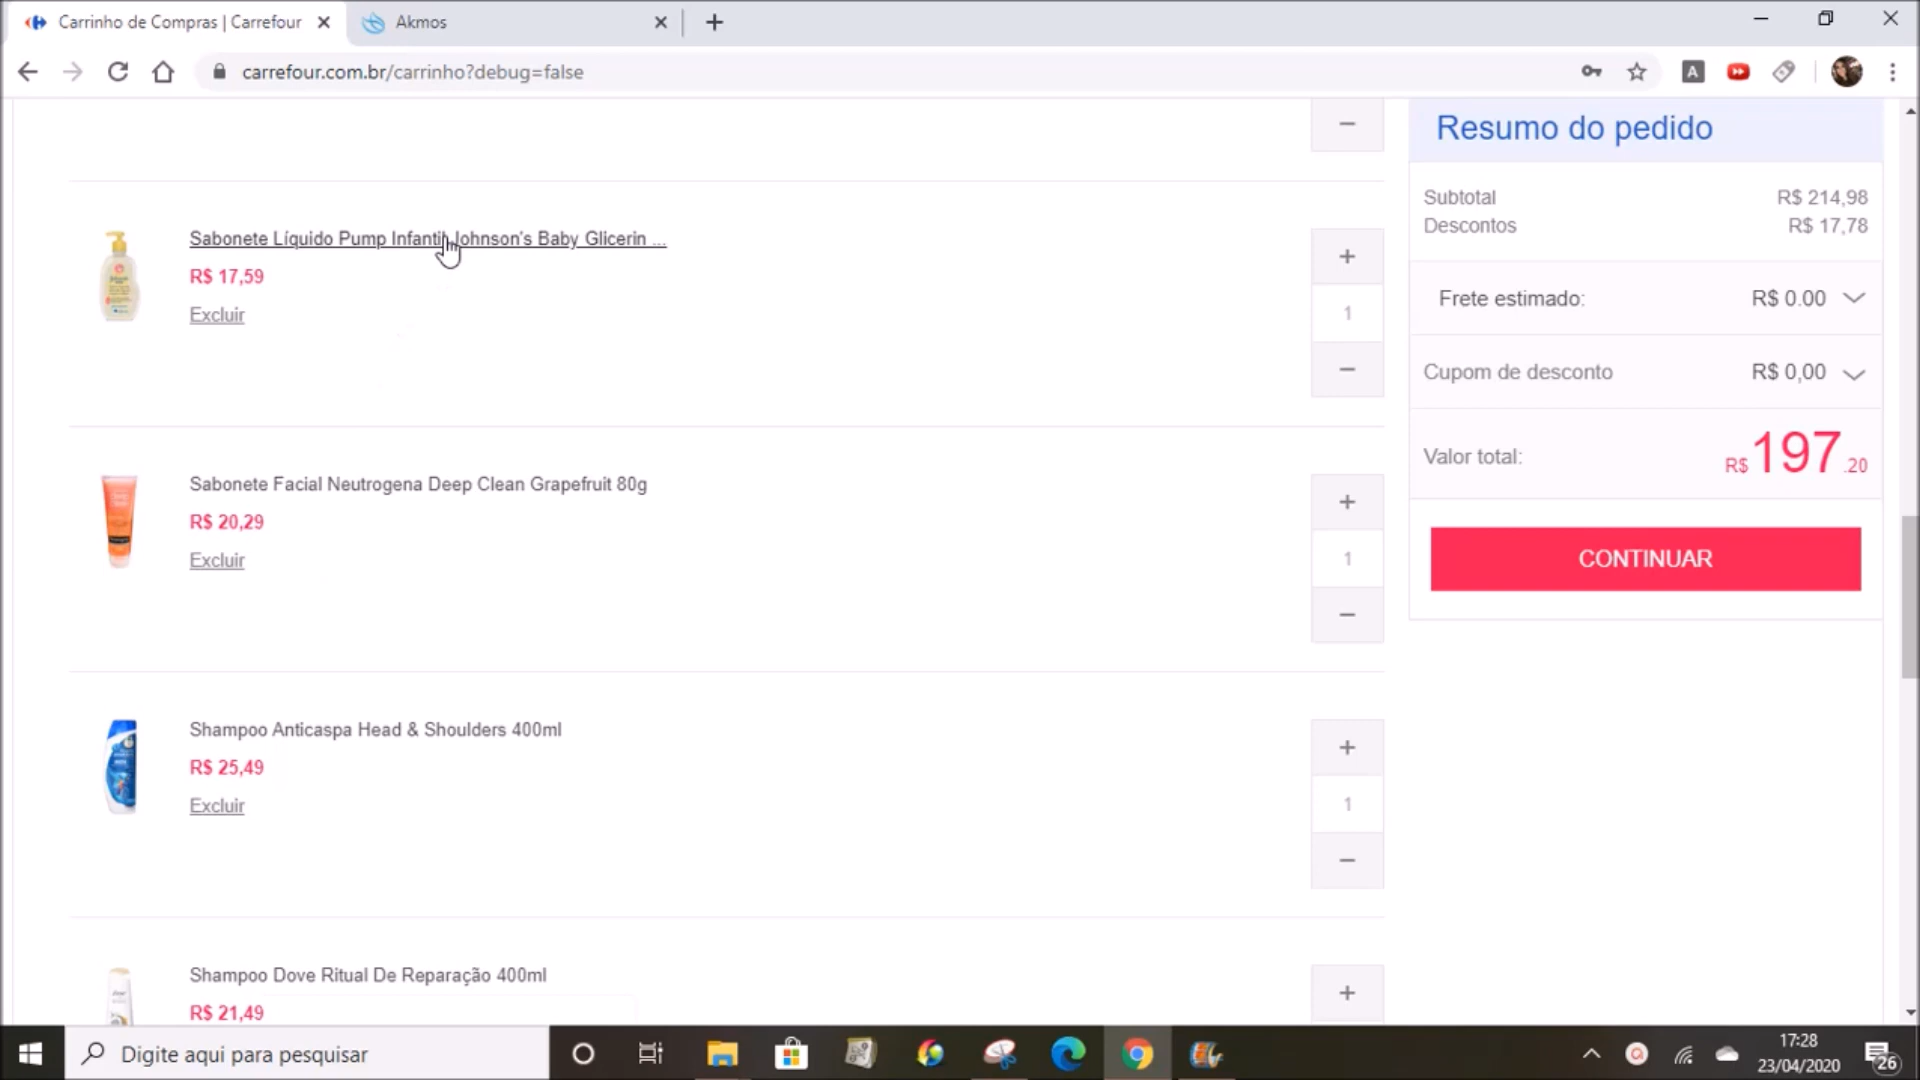 Carrinho de Compras | Carrefour
Akmos
carrefour.com.br/carrinho?debug=false
A
−
Resumo do pedido
Subtotal R$ 214,98
Descontos R$ 17,78
Sabonete Líquido Pump Infantil Johnson's Baby Glicerin ...
R$ 17,59
Excluir
+
1
−
Frete estimado: R$ 0.00
Cupom de desconto R$ 0,00
Valor total: R$ 197.20
CONTINUAR
Sabonete Facial Neutrogena Deep Clean Grapefruit 80g
R$ 20,29
Excluir
+
1
−
Shampoo Anticaspa Head & Shoulders 400ml
R$ 25,49
Excluir
+
1
−
Shampoo Dove Ritual De Reparação 400ml
R$ 21,49
+
Digite aqui para pesquisar
17:28
23/04/2020
26